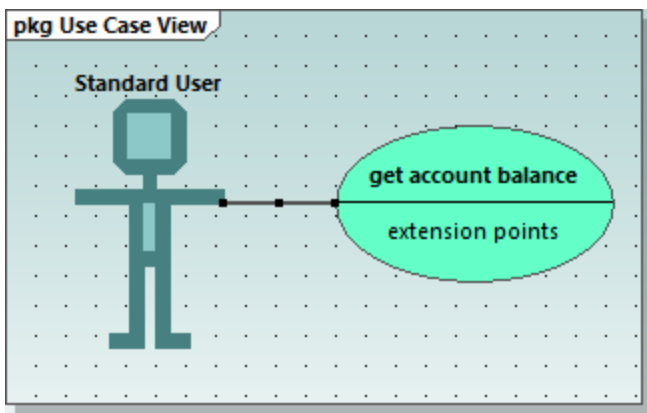 pkg Use Case View
Standard User
get account balance
extension points